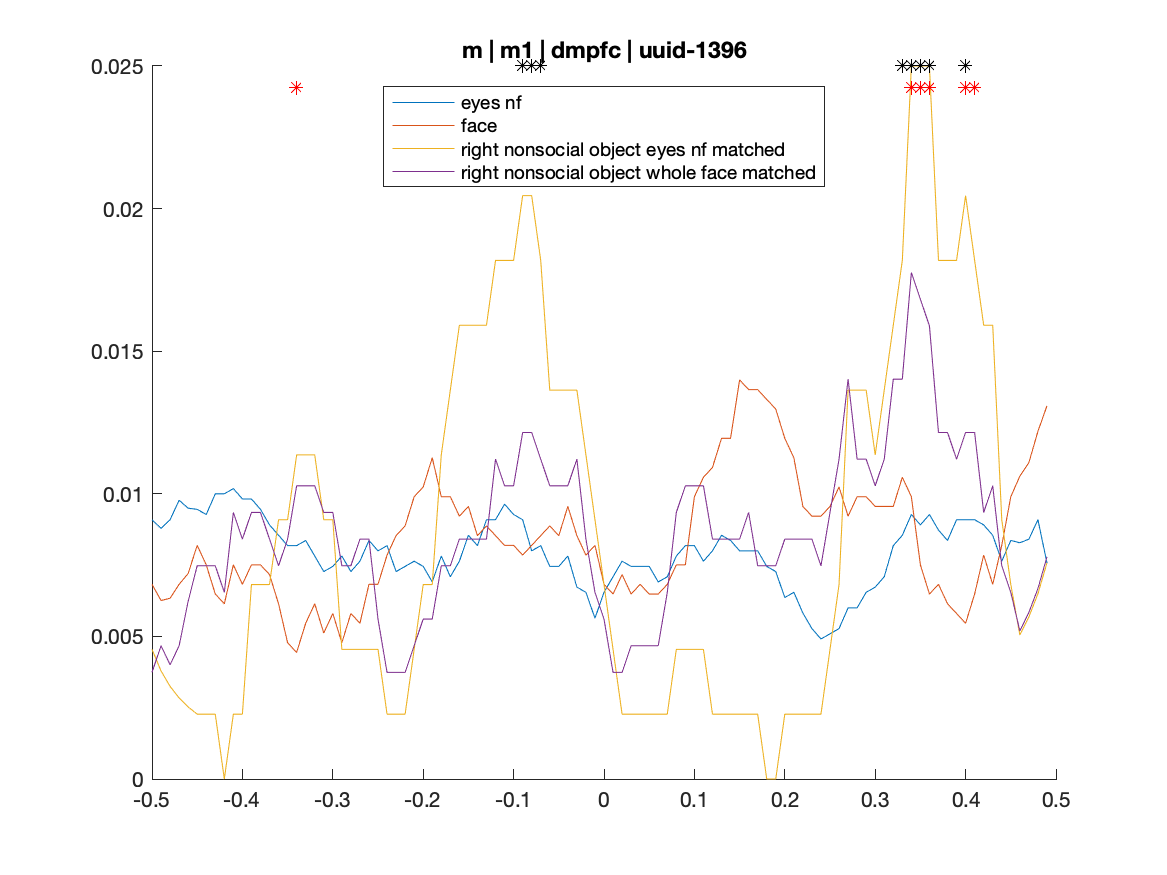 m | m1 | dmpfc | uuid-1396
0.025
eyes nf
face
right nonsocial object eyes nf matched
right nonsocial object whole face matched
0.02
0.015
0.01
0.005
0
-0.5 -0.4 -0.3 -0.2 -0.1 0 0.1 0.2 0.3 0.4 0.5